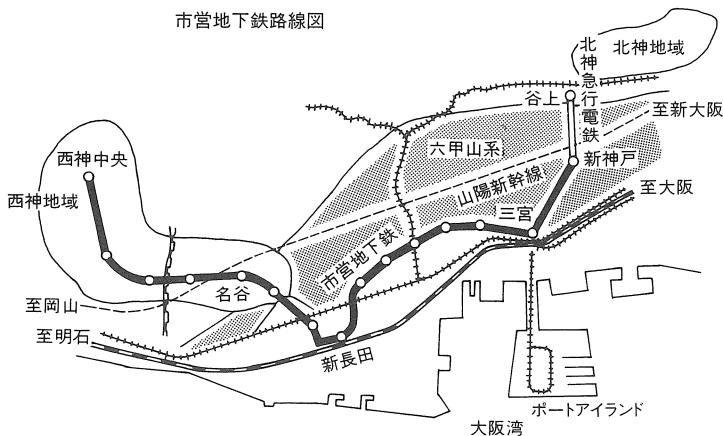 市営地下鉄路線図
北神地域
北神急行電鉄
谷上
至新大阪
六甲山系
新神戸
西神中央
山陽新幹線
至大阪
西神地域
三宮
市営地下鉄
名谷
至岡山
至明石
新長田
ポートアイランド
大阪湾